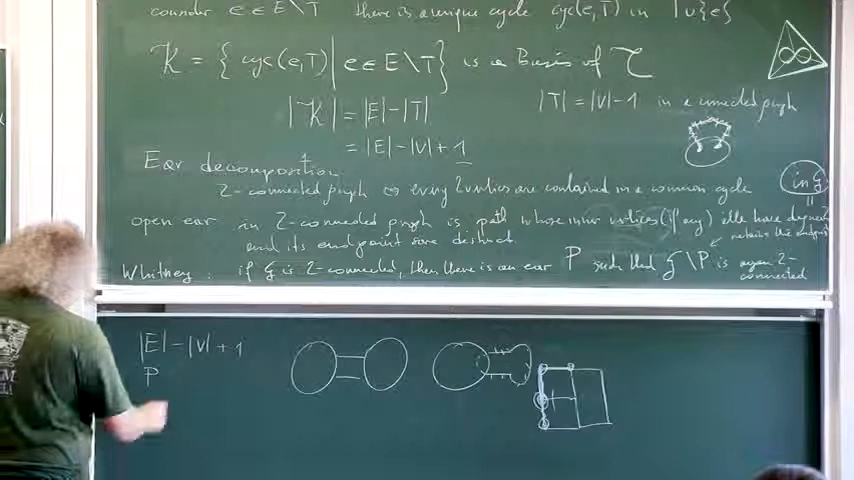 consider e ∈ E\T there is a unique cycle cyc(e,T) in T∪{e}
K = { cyc(e,T) | e∈E\T } is a Basis of C
|K| = |E|-|T|
|T| = |V|-1 in a connected graph
= |E|-|V|+1
Ear decomposition
2-connected graph ⇔ every 2 vertices are contained in a common cycle
in G
open ear in 2-connected graph is path whose inner vertices (if any) all have degree
and its endpoints are distinct
retains the endpts
Whitney: if G is 2-connected, then there is an ear P such that G\P is again 2-
connected
|E|-|V|+1
P